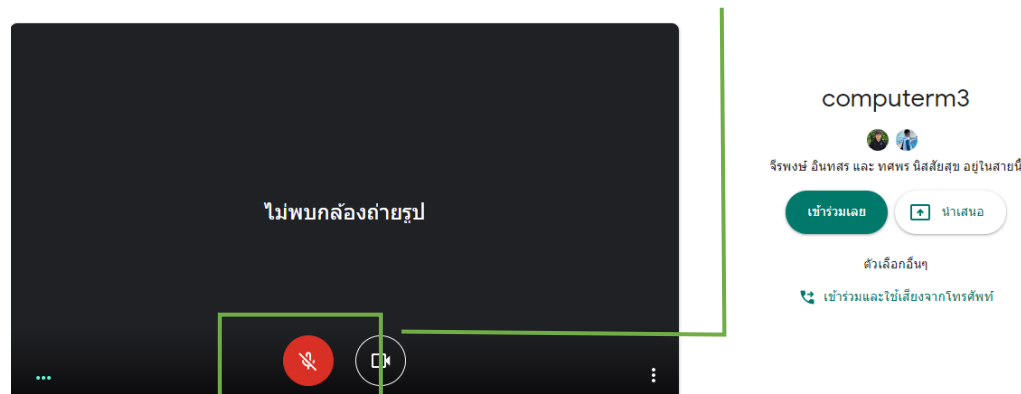 ไม่พบกล้องถ่ายรูป
computerm3
จีรพงษ์ อินทสร และ ทศพร นิสสัยสุข อยู่ในสายนี้
เข้าร่วมเลย
นำเสนอ
ตัวเลือกอื่นๆ
เข้าร่วมและใช้เสียงจากโทรศัพท์